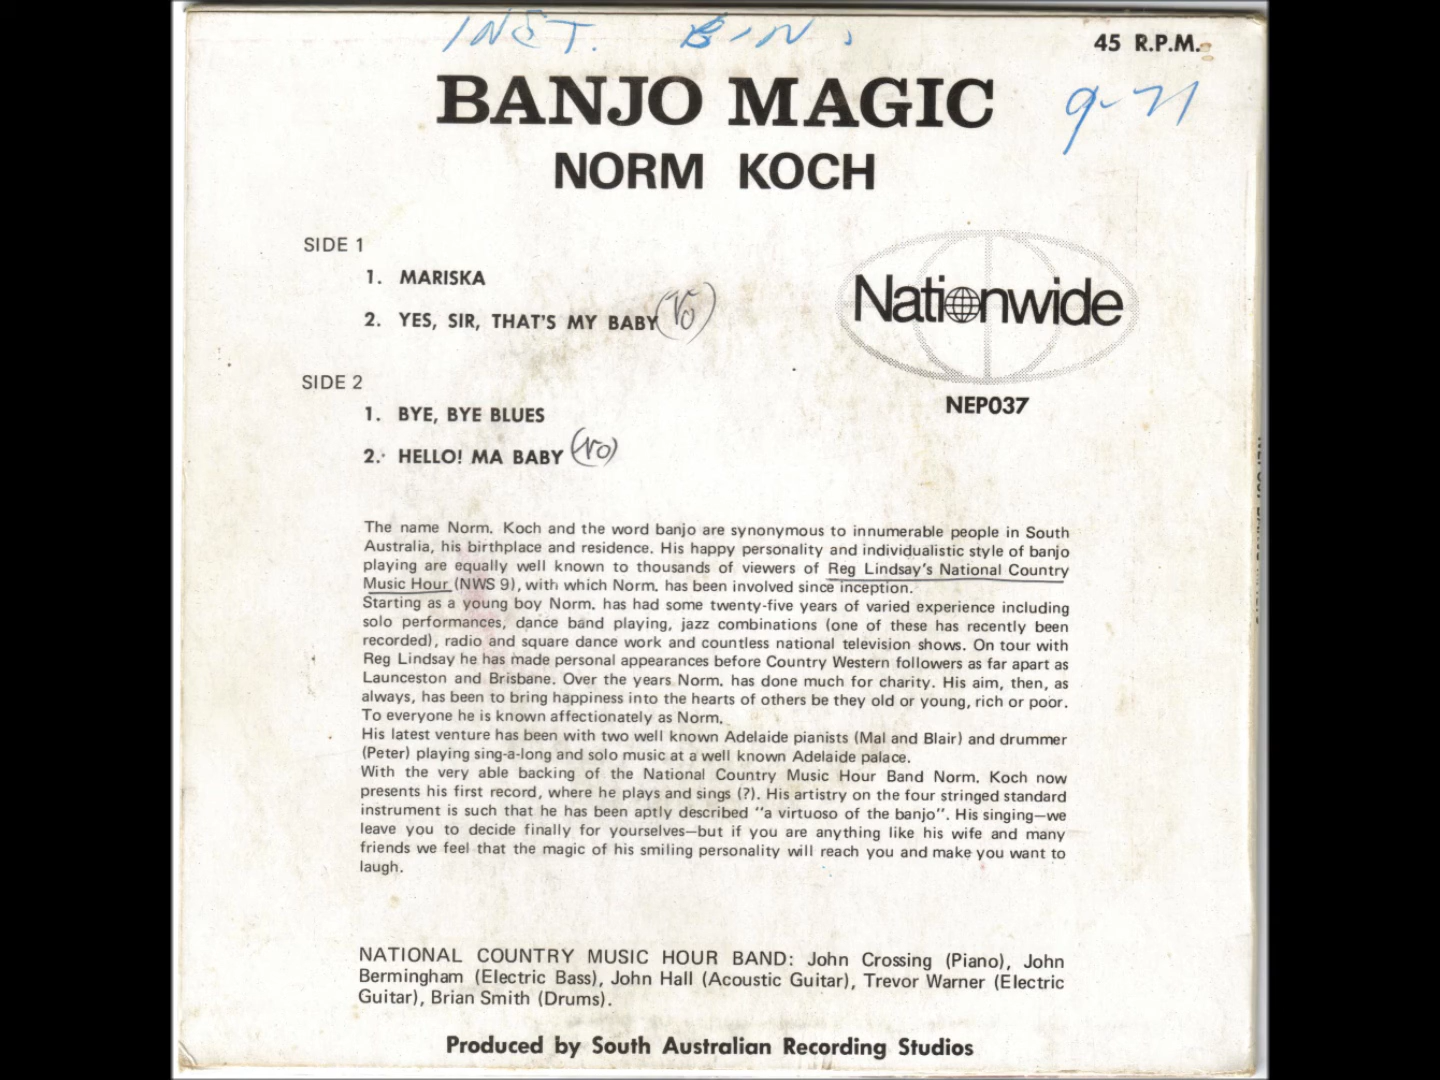 INST. BIN.
45 R.P.M.
BANJO MAGIC
9-71
NORM KOCH
SIDE 1
1. MARISKA
2. YES, SIR, THAT'S MY BABY (Vo)
Nationwide
NEP037
SIDE 2
1. BYE, BYE BLUES
2. HELLO! MA BABY (Vo)
The name Norm. Koch and the word banjo are synonymous to innumerable people in South
Australia, his birthplace and residence. His happy personality and individualistic style of banjo
playing are equally well known to thousands of viewers of Reg Lindsay's National Country
Music Hour (NWS 9), with which Norm. has been involved since inception.
Starting as a young boy Norm. has had some twenty-five years of varied experience including
solo performances, dance band playing, jazz combinations (one of these has recently been
recorded), radio and square dance work and countless national television shows. On tour with
Reg Lindsay he has made personal appearances before Country Western followers as far apart as
Launceston and Brisbane. Over the years Norm. has done much for charity. His aim, then, as
always, has been to bring happiness into the hearts of others be they old or young, rich or poor.
To everyone he is known affectionately as Norm.
His latest venture has been with two well known Adelaide pianists (Mal and Blair) and drummer
(Peter) playing sing-a-long and solo music at a well known Adelaide palace.
With the very able backing of the National Country Music Hour Band Norm. Koch now
presents his first record, where he plays and sings (?). His artistry on the four stringed standard
instrument is such that he has been aptly described "a virtuoso of the banjo". His singing—we
leave you to decide finally for yourselves—but if you are anything like his wife and many
friends we feel that the magic of his smiling personality will reach you and make you want to
laugh.
NATIONAL COUNTRY MUSIC HOUR BAND: John Crossing (Piano), John
Bermingham (Electric Bass), John Hall (Acoustic Guitar), Trevor Warner (Electric
Guitar), Brian Smith (Drums).
Produced by South Australian Recording Studios